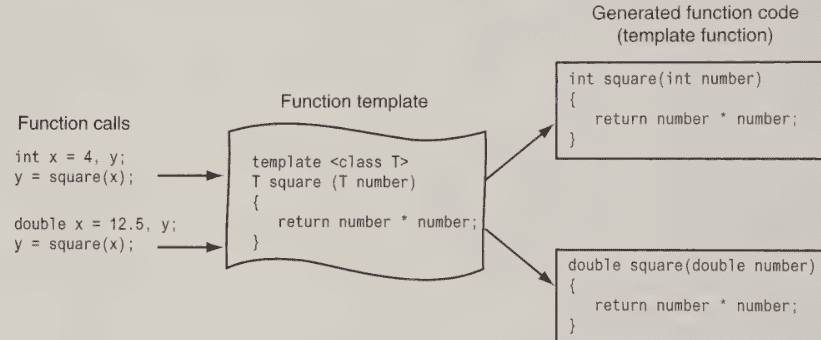 Function calls
int x = 4, y;
y = square(x);
double x = 12.5, y;
y = square(x);
Function template
template <class T>
T square (T number)
{
return number * number;
}
Generated function code
(template function)
int square(int number)
{
return number * number;
}
double square(double number)
{
return number * number;
}